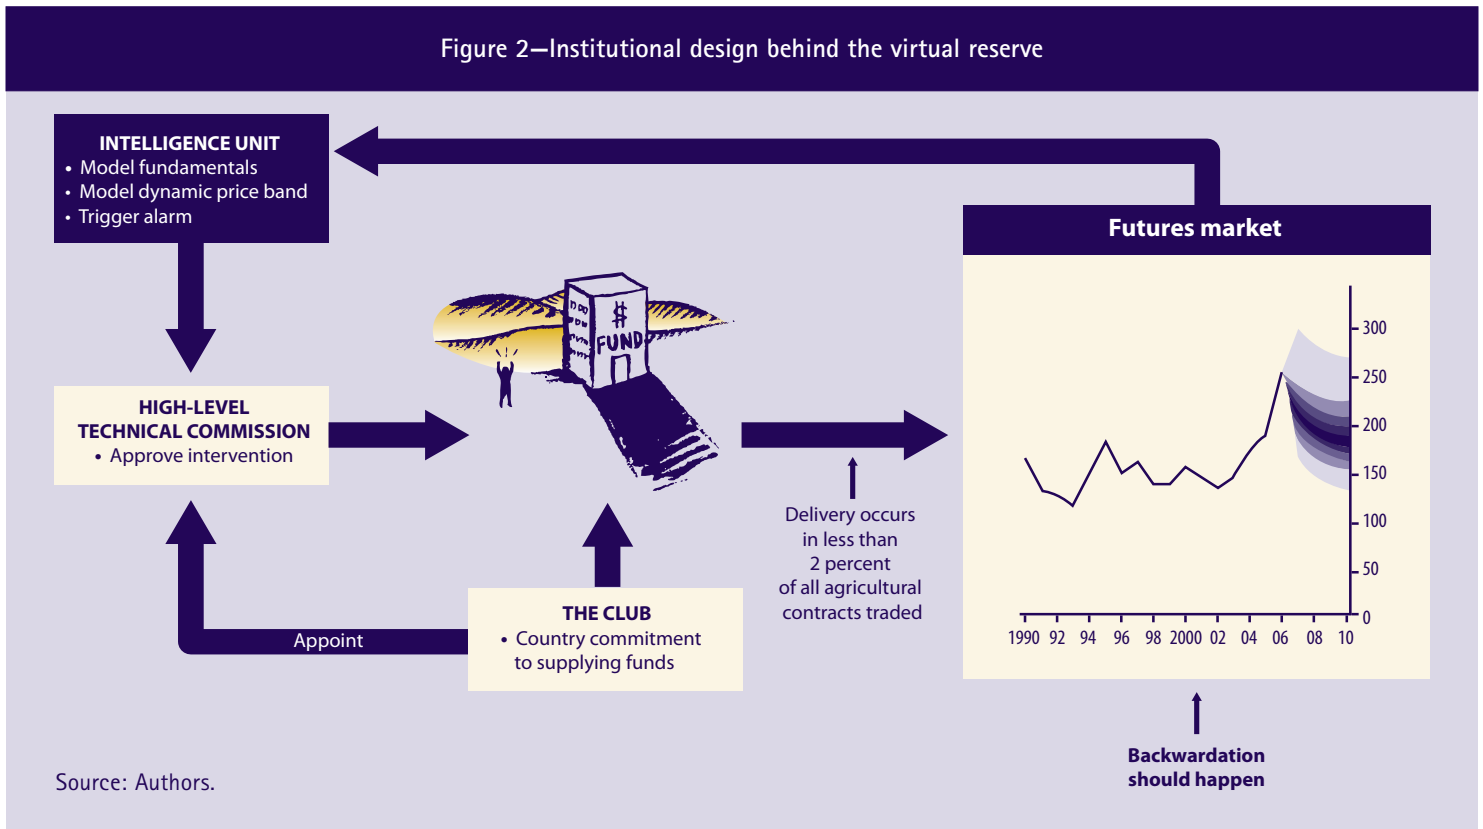 Figure 2—Institutional design behind the virtual reserve
INTELLIGENCE UNIT
• Model fundamentals
• Model dynamic price band
• Trigger alarm
HIGH-LEVEL
TECHNICAL COMMISSION
• Approve intervention
$
FUND
Appoint
THE CLUB
• Country commitment
to supplying funds
Delivery occurs
in less than
2 percent
of all agricultural
contracts traded
Futures market
300
250
200
150
100
50
0
1990 92 94 96 98 2000 02 04 06 08 10
Backwardation
should happen
Source: Authors.